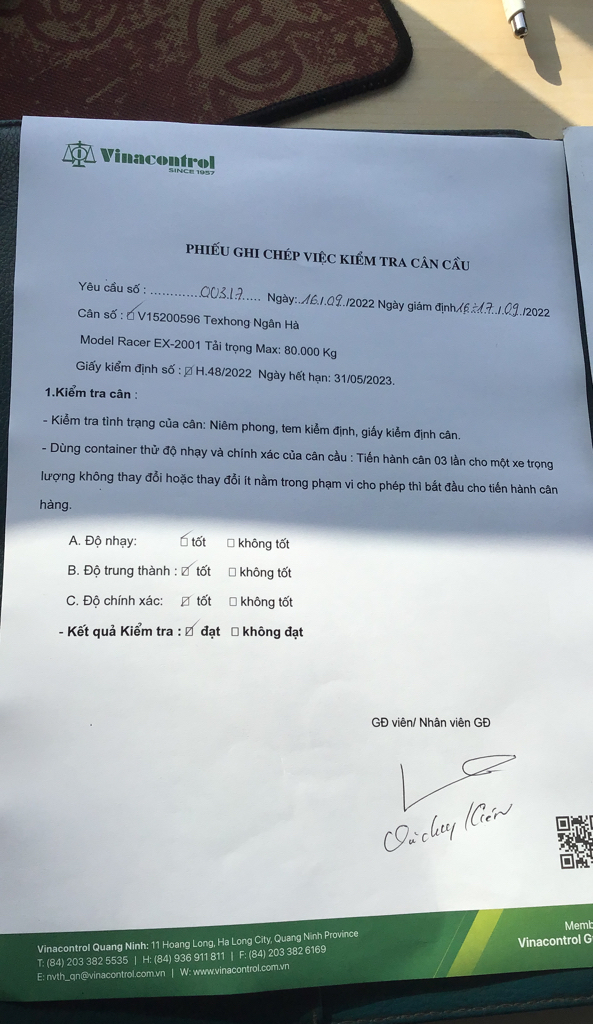 Vinacontrol
SINCE 1957
PHIẾU GHI CHÉP VIỆC KIỂM TRA CÂN CẦU
Yêu cầu số : ............00317..... Ngày:.16./.09./2022 Ngày giám định 16÷17./.09./2022
Cân số : ☑ V15200596 Texhong Ngân Hà
Model Racer EX-2001 Tải trọng Max: 80.000 Kg
Giấy kiểm định số : ☑ H.48/2022 Ngày hết hạn: 31/05/2023.
1.Kiểm tra cân :
- Kiểm tra tình trạng của cân: Niêm phong, tem kiểm định, giấy kiểm định cân.
- Dùng container thử độ nhạy và chính xác của cân cầu : Tiến hành cân 03 lần cho một xe trọng
lượng không thay đổi hoặc thay đổi ít nằm trong phạm vi cho phép thì bắt đầu cho tiến hành cân
hàng.
A. Độ nhạy: ☑ tốt ☐ không tốt
B. Độ trung thành : ☑ tốt ☐ không tốt
C. Độ chính xác: ☑ tốt ☐ không tốt
- Kết quả Kiểm tra : ☑ đạt ☐ không đạt
GĐ viên/ Nhân viên GĐ
Kiên
Vinacontrol Quang Ninh: 11 Hoang Long, Ha Long City, Quang Ninh Province
T: (84) 203 382 5535 | H: (84) 936 911 811 | F: (84) 203 382 6169
E: nvth_qn@vinacontrol.com.vn | W: www.vinacontrol.com.vn
Memb
Vinacontrol G